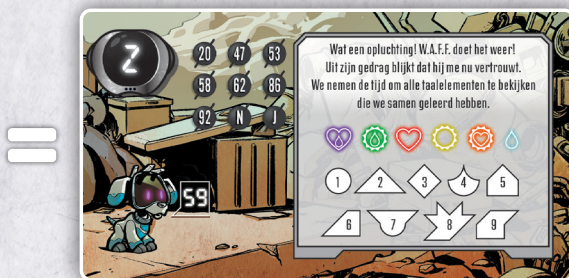 Z
20 47 53
58 62 86
92 N J
59
Wat een opluchting! W.A.F.F. doet het weer!
Uit zijn gedrag blijkt dat hij me nu vertrouwt.
We nemen de tijd om alle taalelementen te bekijken
die we samen geleerd hebben.
1 2 3 4 5
6 7 8 9